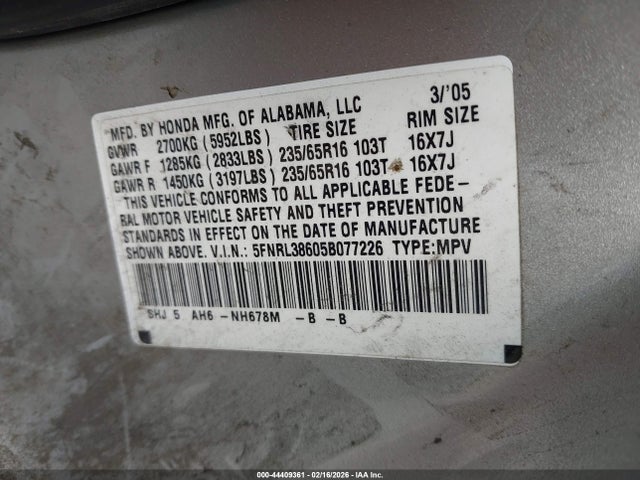 MFD. BY HONDA MFG. OF ALABAMA, LLC 3/'05
GVWR 2700KG (5952LBS) TIRE SIZE RIM SIZE
GAWR F 1285KG (2833LBS) 235/65R16 103T 16X7J
GAWR R 1450KG (3197LBS) 235/65R16 103T 16X7J
THIS VEHICLE CONFORMS TO ALL APPLICABLE FEDE-
RAL MOTOR VEHICLE SAFETY AND THEFT PREVENTION
STANDARDS IN EFFECT ON THE DATE OF MANUFACTURE
SHOWN ABOVE. V.I.N.: 5FNRL38605B077226 TYPE:MPV
SHJ 5 AH6 -NH678M -B -B
000-44409361 - 02/16/2026 - IAA Inc.